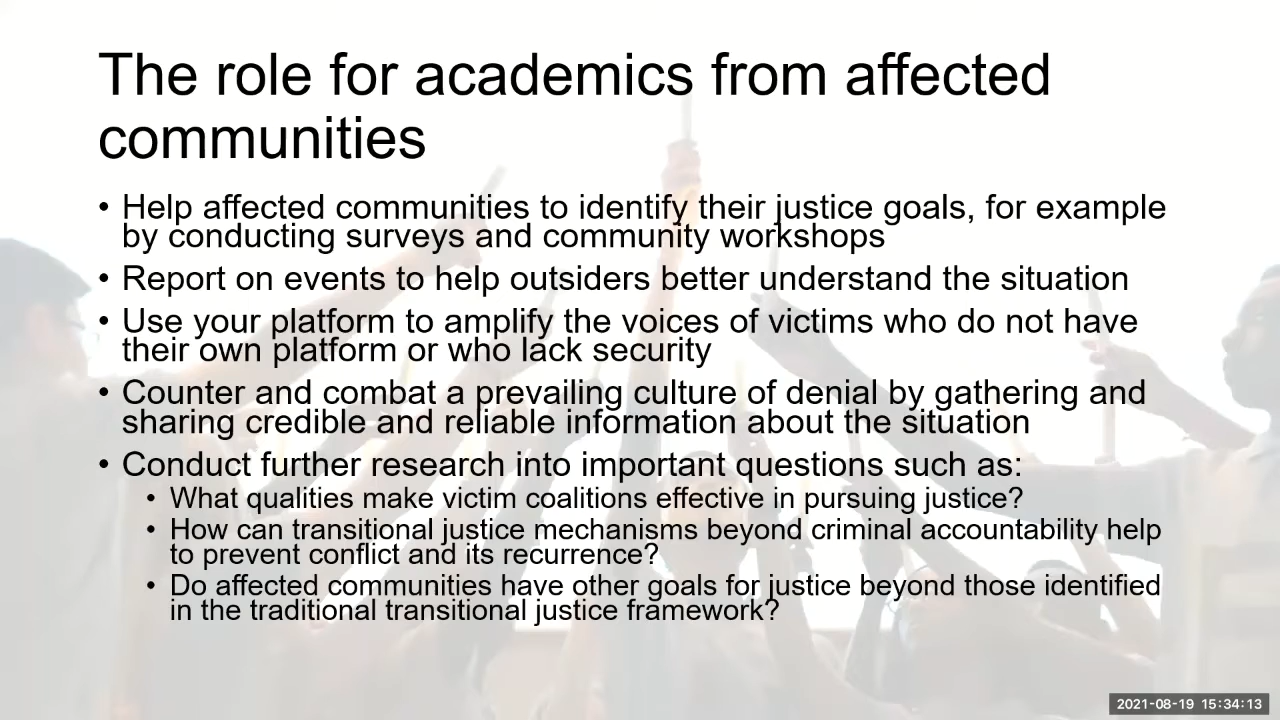 The role for academics from affected
communities
• Help affected communities to identify their justice goals, for example
by conducting surveys and community workshops
• Report on events to help outsiders better understand the situation
• Use your platform to amplify the voices of victims who do not have
their own platform or who lack security
• Counter and combat a prevailing culture of denial by gathering and
sharing credible and reliable information about the situation
• Conduct further research into important questions such as:
• What qualities make victim coalitions effective in pursuing justice?
• How can transitional justice mechanisms beyond criminal accountability help
to prevent conflict and its recurrence?
• Do affected communities have other goals for justice beyond those identified
in the traditional transitional justice framework?
2021-08-19 15:34:13